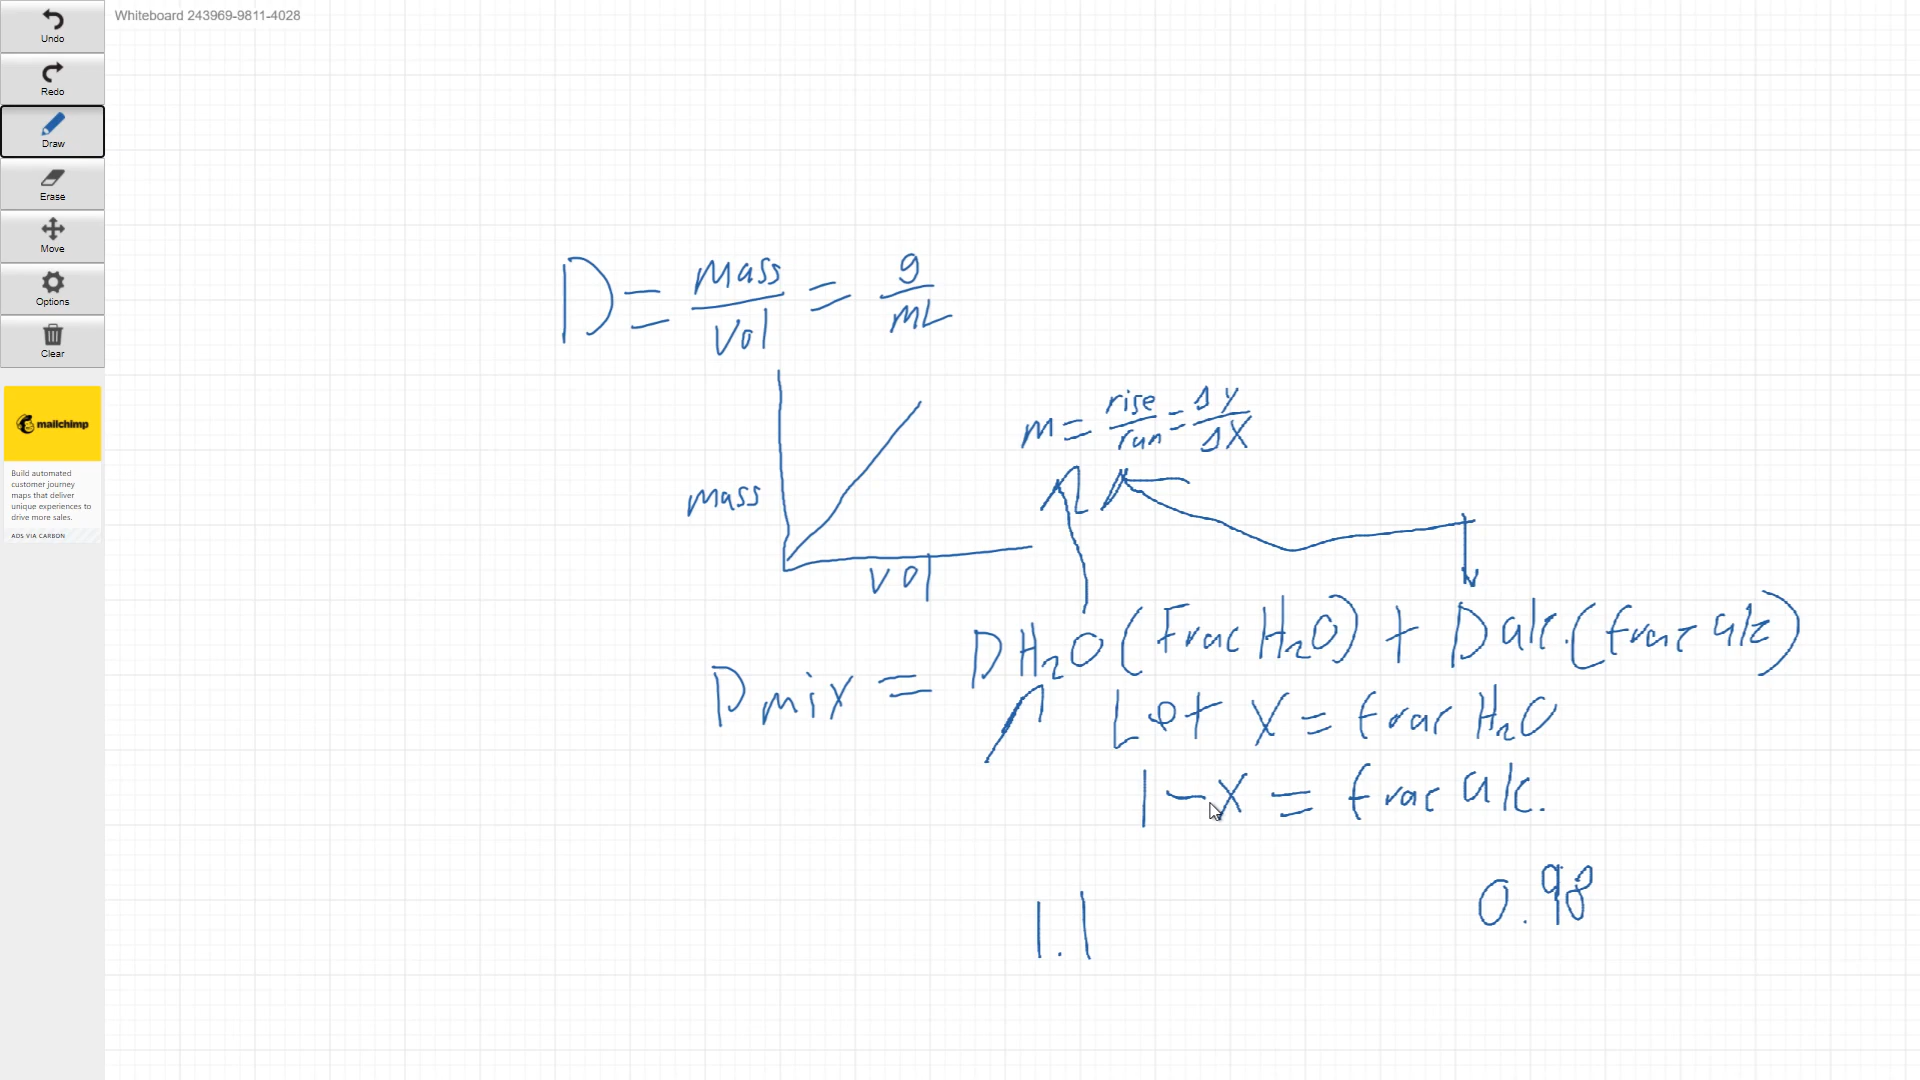 Whiteboard 243969-9811-4028
Undo
Redo
Draw
Erase
Move
Options
Clear
mailchimp
Build automated
customer journey
maps that deliver
unique experiences to
drive more sales.
ADS VIA CARBON
D = mass/vol = g/mL
m = rise/run = Δy/Δx
mass
vol
Dmix = DH₂O (Frac H₂O) + Dalc. (frac alc)
Let X = frac H₂O
1-X = frac alc.
1.1
0.98